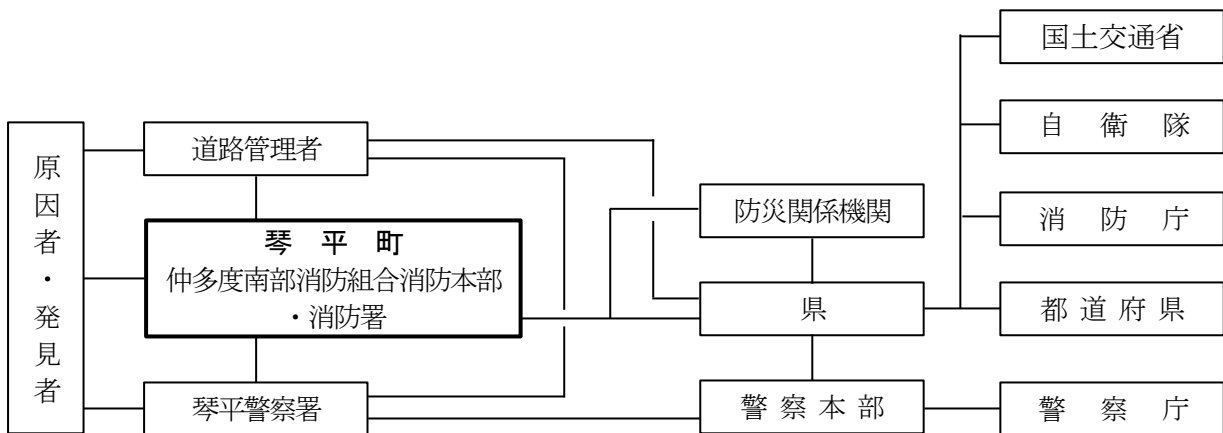 原因者・発見者
道路管理者
琴平町
仲多度南部消防組合消防本部
・消防署
琴平警察署
防災関係機関
県
警察本部
国土交通省
自衛隊
消防庁
都道府県
警察庁